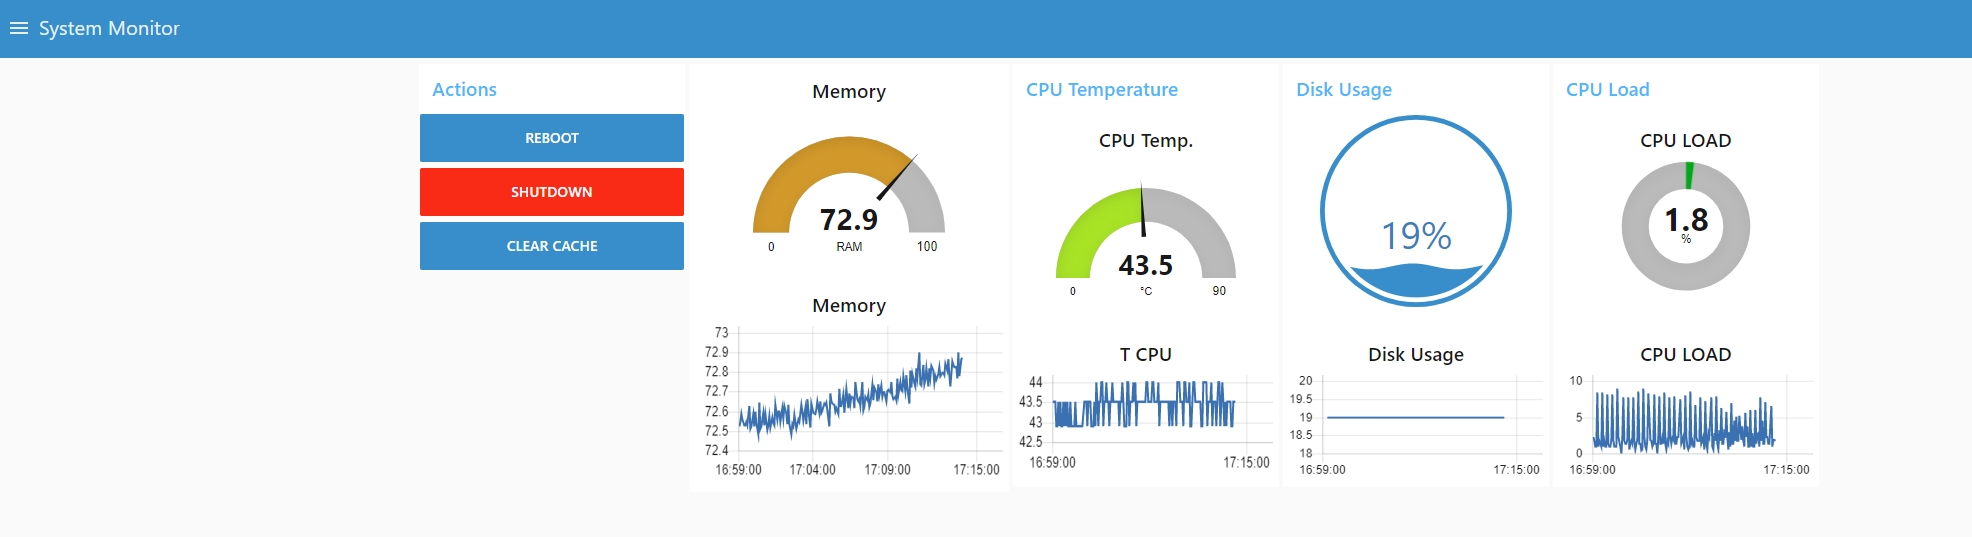 System Monitor
Actions
REBOOT
SHUTDOWN
CLEAR CACHE
Memory
72.9
0
RAM
100
Memory
73
72.9
72.8
72.7
72.6
72.5
72.4
16:59:00 17:04:00 17:09:00 17:15:00
CPU Temperature
CPU Temp.
43.5
0
°C
90
T CPU
44
43.5
43
42.5
16:59:00 17:15:00
Disk Usage
19%
Disk Usage
20
19.5
19
18.5
18
16:59:00 17:15:00
CPU Load
CPU LOAD
1.8
%
CPU LOAD
10
5
0
16:59:00 17:15:00